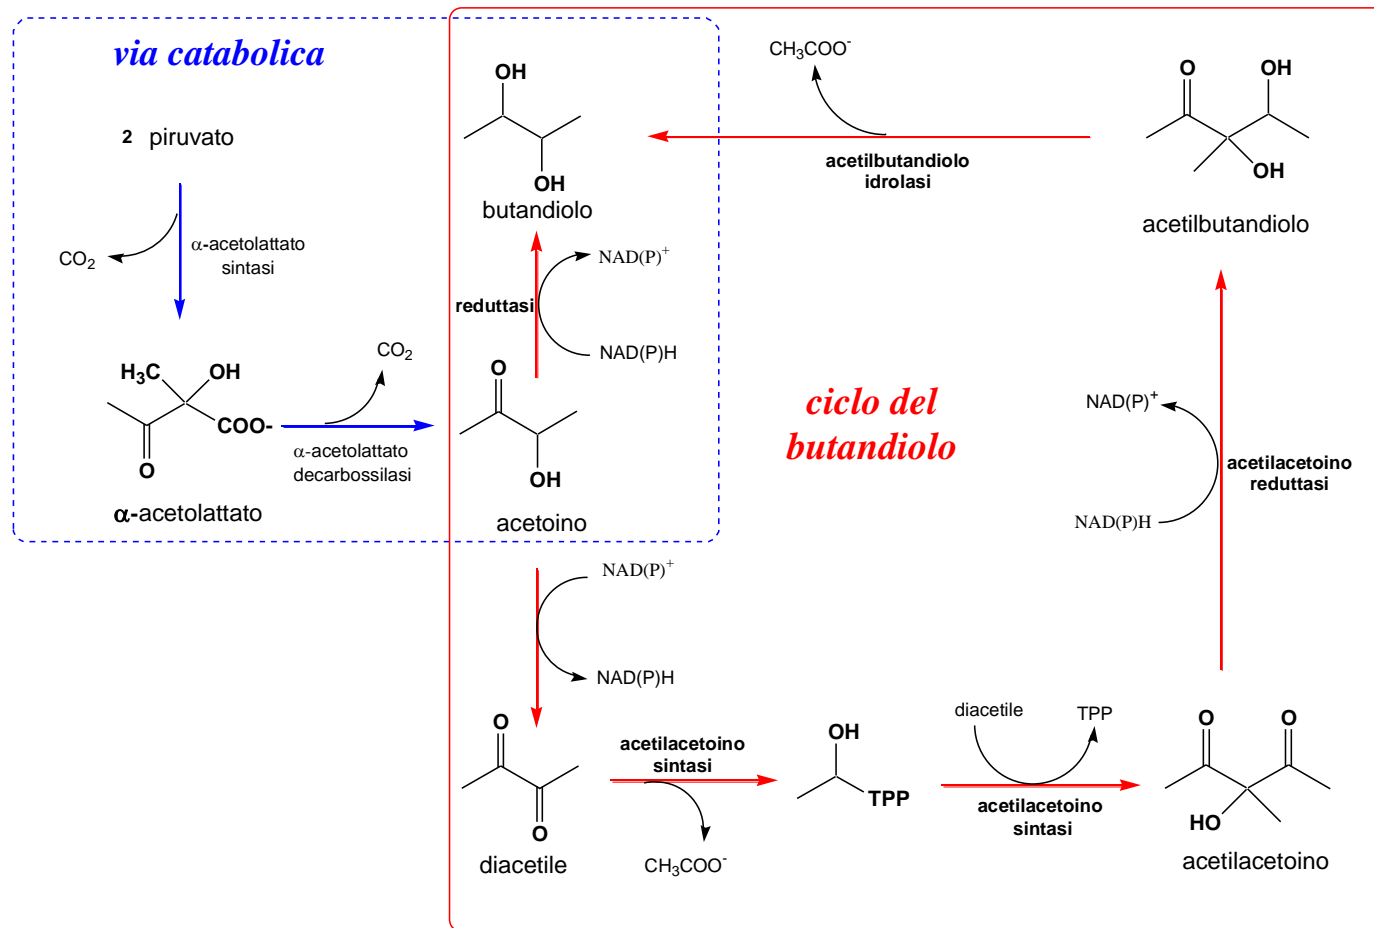 via catabolica
2 piruvato
CO₂
α-acetolattato
sintasi
H₃C
OH
COO-
O
α-acetolattato
CO₂
α-acetolattato
decarbossilasi
OH
OH
butandiolo
reduttasi
NAD(P)⁺
NAD(P)H
O
OH
acetoino
CH₃COO⁻
acetilbutandiolo
idrolasi
O
OH
OH
acetilbutandiolo
ciclo del
butandiolo
NAD(P)⁺
NAD(P)H
acetilacetoino
reduttasi
NAD(P)⁺
NAD(P)H
O
O
diacetile
acetilacetoino
sintasi
CH₃COO⁻
OH
TPP
diacetile
TPP
acetilacetoino
sintasi
O
O
HO
acetilacetoino